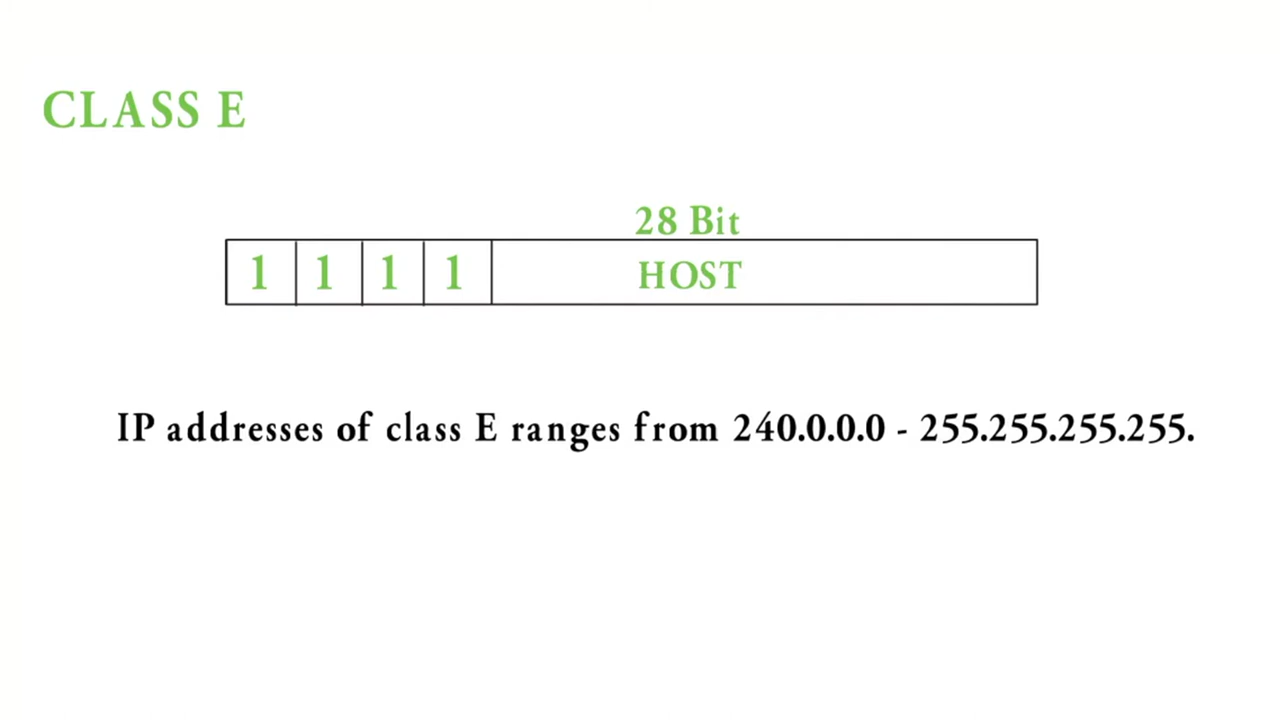 CLASS E
28 Bit
1 1 1 1 HOST
IP addresses of class E ranges from 240.0.0.0 - 255.255.255.255.